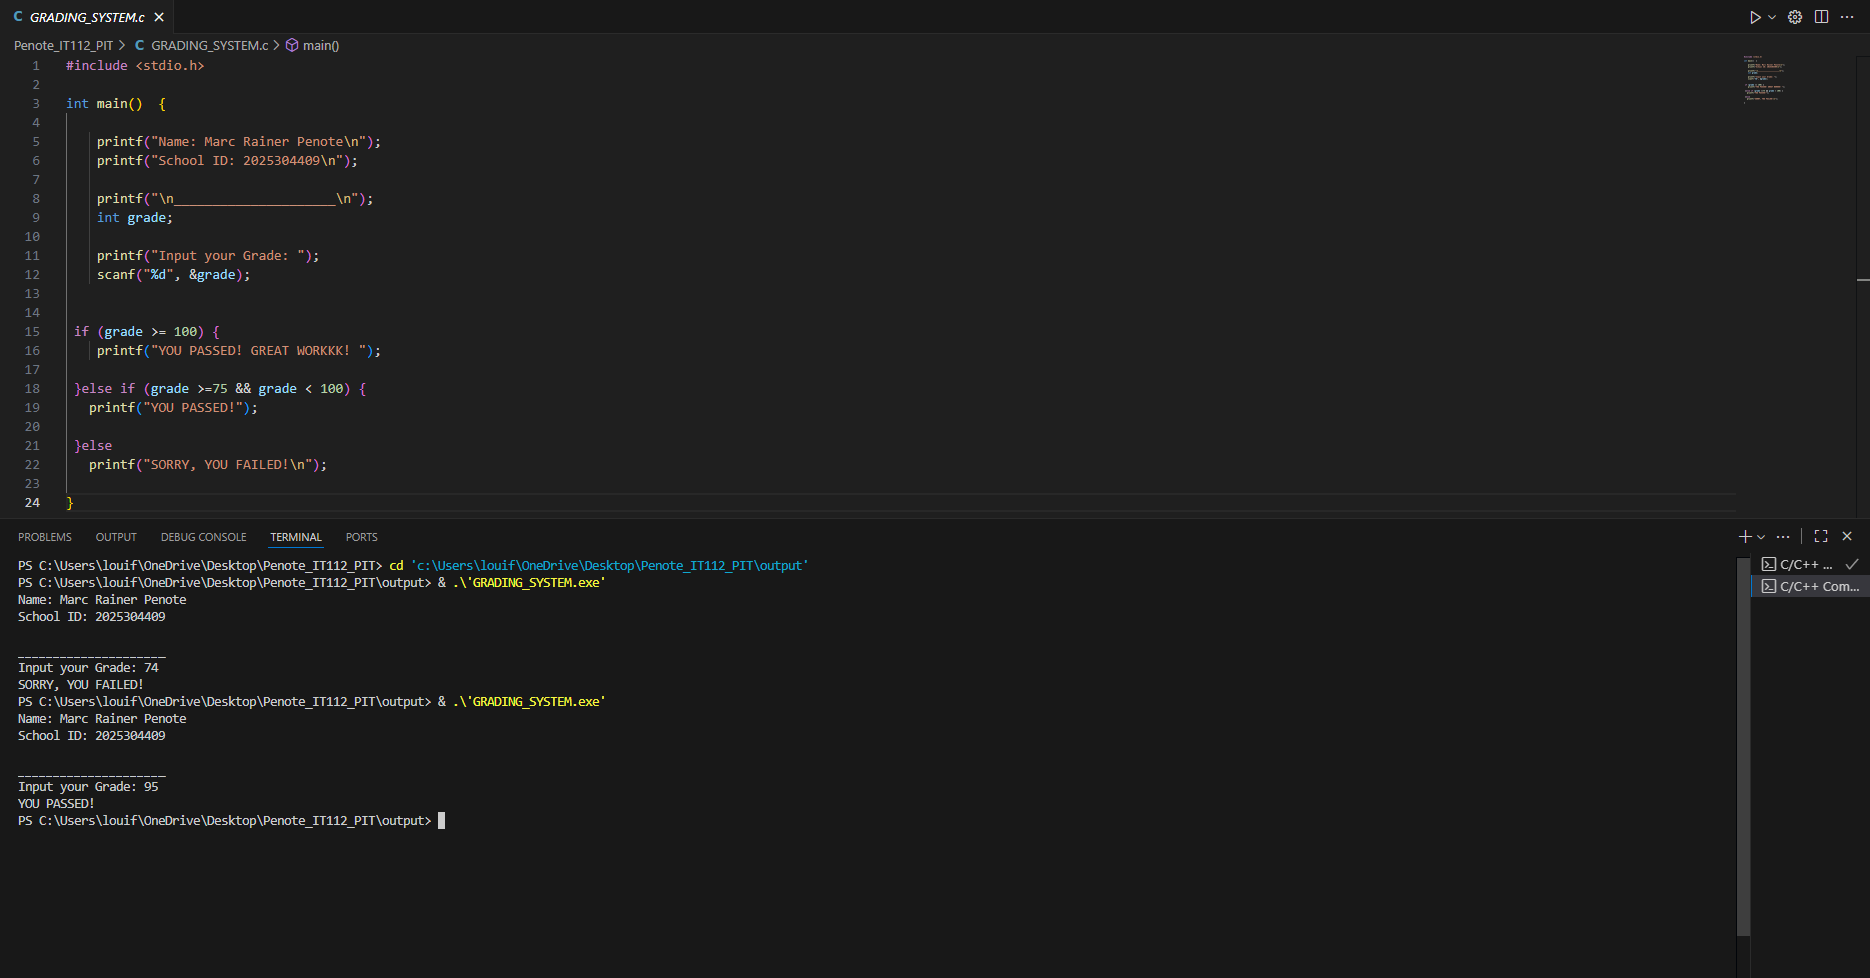 C GRADING_SYSTEM.c
Penote_IT112_PIT > C GRADING_SYSTEM.c > main()
1 #include <stdio.h>
2
3 int main()  {
4
5 printf("Name: Marc Rainer Penote\n");
6 printf("School ID: 2025304409\n");
7
8 printf("\n_____________________\n");
9 int grade;
10
11 printf("Input your Grade: ");
12 scanf("%d", &grade);
13
14
15 if (grade >= 100) {
16 printf("YOU PASSED! GREAT WORKKK! ");
17
18 }else if (grade >=75 && grade < 100) {
19 printf("YOU PASSED!");
20
21 }else
22 printf("SORRY, YOU FAILED!\n");
23
24 }
PROBLEMS OUTPUT DEBUG CONSOLE TERMINAL PORTS
PS C:\Users\louif\OneDrive\Desktop\Penote_IT112_PIT> cd 'c:\Users\louif\OneDrive\Desktop\Penote_IT112_PIT\output'
PS C:\Users\louif\OneDrive\Desktop\Penote_IT112_PIT\output> & .\'GRADING_SYSTEM.exe'
Name: Marc Rainer Penote
School ID: 2025304409
_____________________
Input your Grade: 74
SORRY, YOU FAILED!
PS C:\Users\louif\OneDrive\Desktop\Penote_IT112_PIT\output> & .\'GRADING_SYSTEM.exe'
Name: Marc Rainer Penote
School ID: 2025304409
_____________________
Input your Grade: 95
YOU PASSED!
PS C:\Users\louif\OneDrive\Desktop\Penote_IT112_PIT\output>
C/C++ ...
C/C++ Com...